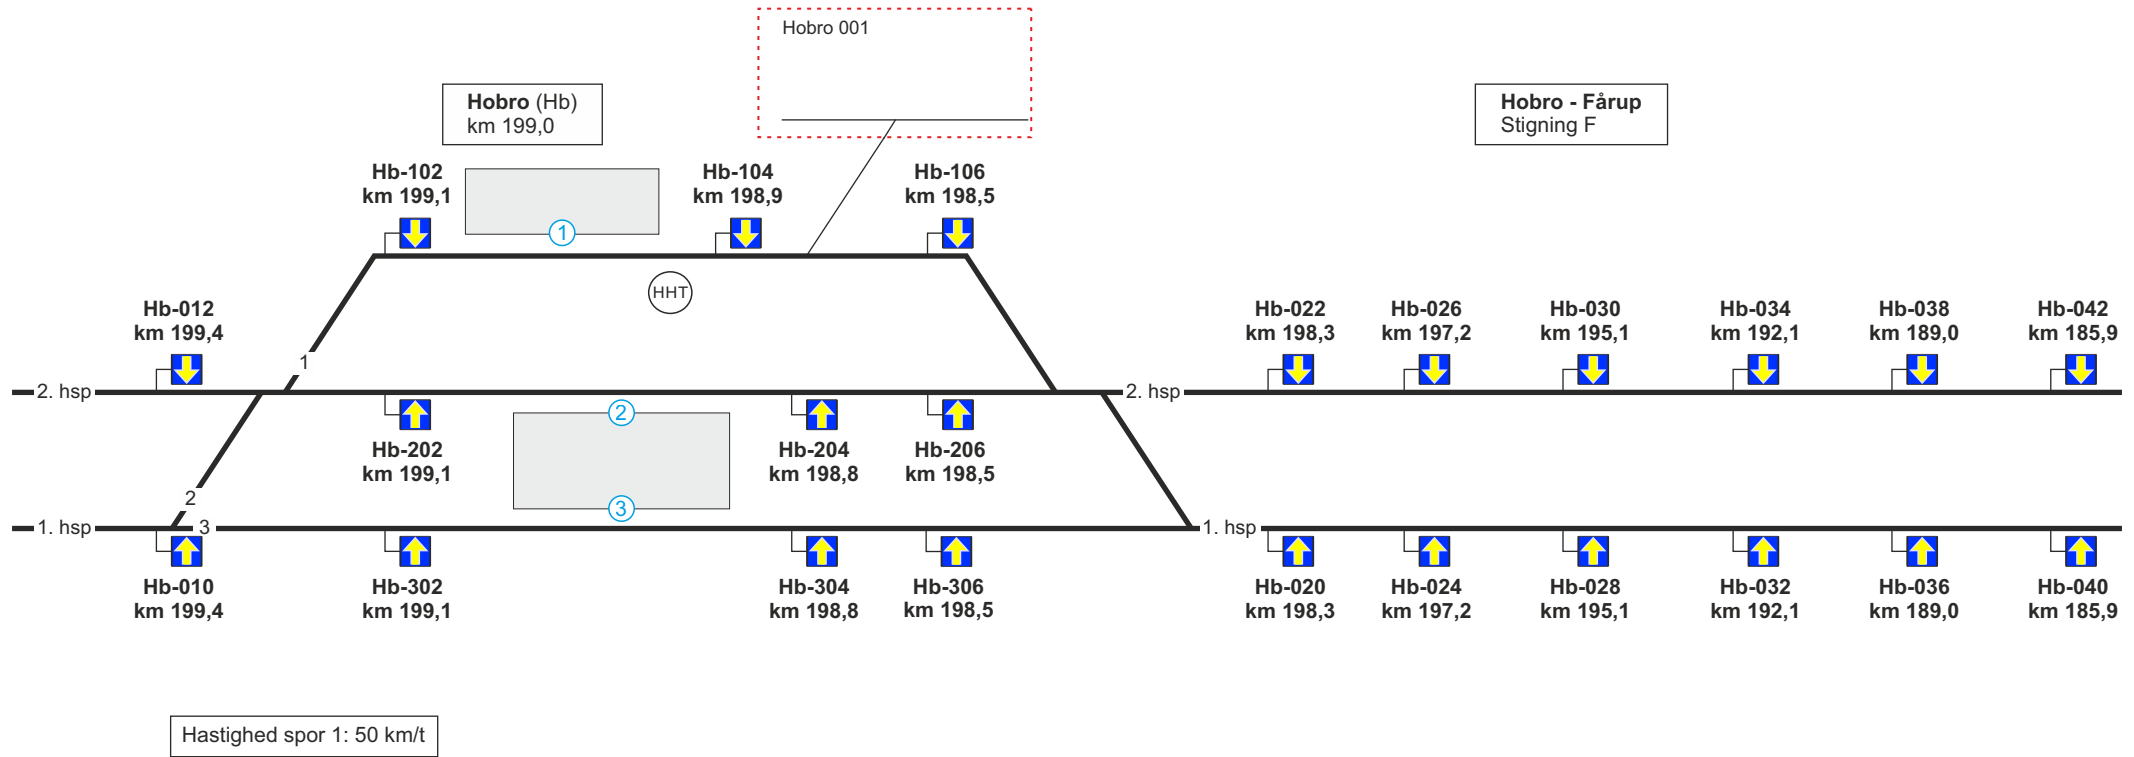 Hobro 001
Hobro (Hb)
km 199,0
Hobro - Fårup
Stigning F
Hb-102
km 199,1
Hb-104
km 198,9
Hb-106
km 198,5
1
HHT
Hb-012
km 199,4
Hb-022
km 198,3
Hb-026
km 197,2
Hb-030
km 195,1
Hb-034
km 192,1
Hb-038
km 189,0
Hb-042
km 185,9
1
2. hsp
2. hsp
2
Hb-202
km 199,1
Hb-204
km 198,8
Hb-206
km 198,5
2
3
1. hsp
3
1. hsp
Hb-010
km 199,4
Hb-302
km 199,1
Hb-304
km 198,8
Hb-306
km 198,5
Hb-020
km 198,3
Hb-024
km 197,2
Hb-028
km 195,1
Hb-032
km 192,1
Hb-036
km 189,0
Hb-040
km 185,9
Hastighed spor 1: 50 km/t